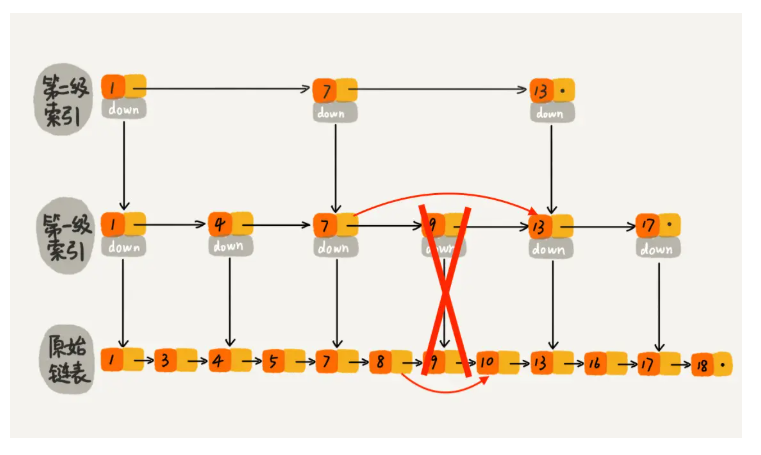 第二级
索引
1 7 13
down down down
第一级
索引
1 4 7 9 13 17
down down down down down down
原始
链表
1 3 4 5 7 8 9 10 13 16 17 18